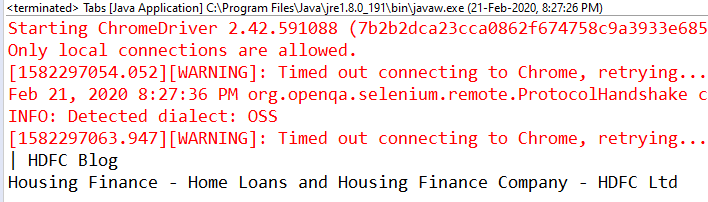 <terminated> Tabs [Java Application] C:\Program Files\Java\jre1.8.0_191\bin\javaw.exe (21-Feb-2020, 8:27:26 PM)
Starting ChromeDriver 2.42.591088 (7b2b2dca23cca0862f674758c9a3933e685
Only local connections are allowed.
[1582297054.052][WARNING]: Timed out connecting to Chrome, retrying...
Feb 21, 2020 8:27:36 PM org.openqa.selenium.remote.ProtocolHandshake c
INFO: Detected dialect: OSS
[1582297063.947][WARNING]: Timed out connecting to Chrome, retrying...
| HDFC Blog
Housing Finance - Home Loans and Housing Finance Company - HDFC Ltd